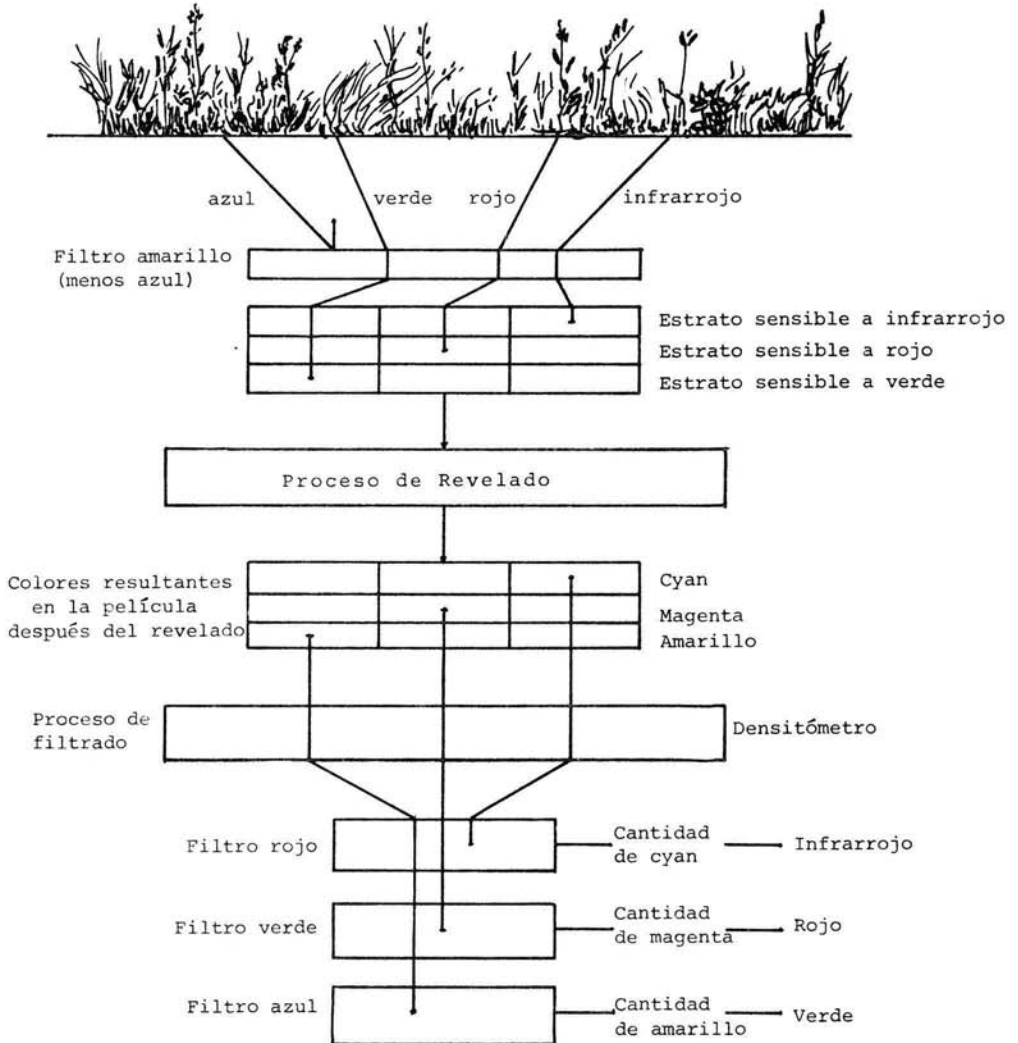 azul
verde
rojo
infrarrojo
Filtro amarillo
(menos azul)
Estrato sensible a infrarrojo
Estrato sensible a rojo
Estrato sensible a verde
Proceso de Revelado
Colores resultantes
en la película
después del revelado
Cyan
Magenta
Amarillo
Proceso de
filtrado
Densitómetro
Filtro rojo
Cantidad
de cyan
Infrarrojo
Filtro verde
Cantidad
de magenta
Rojo
Filtro azul
Cantidad
de amarillo
Verde